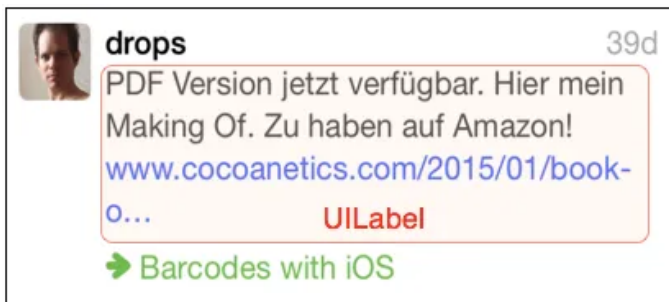 drops 39d
PDF Version jetzt verfügbar. Hier mein
Making Of. Zu haben auf Amazon!
www.cocoanetics.com/2015/01/book-
o...
UILabel
Barcodes with iOS